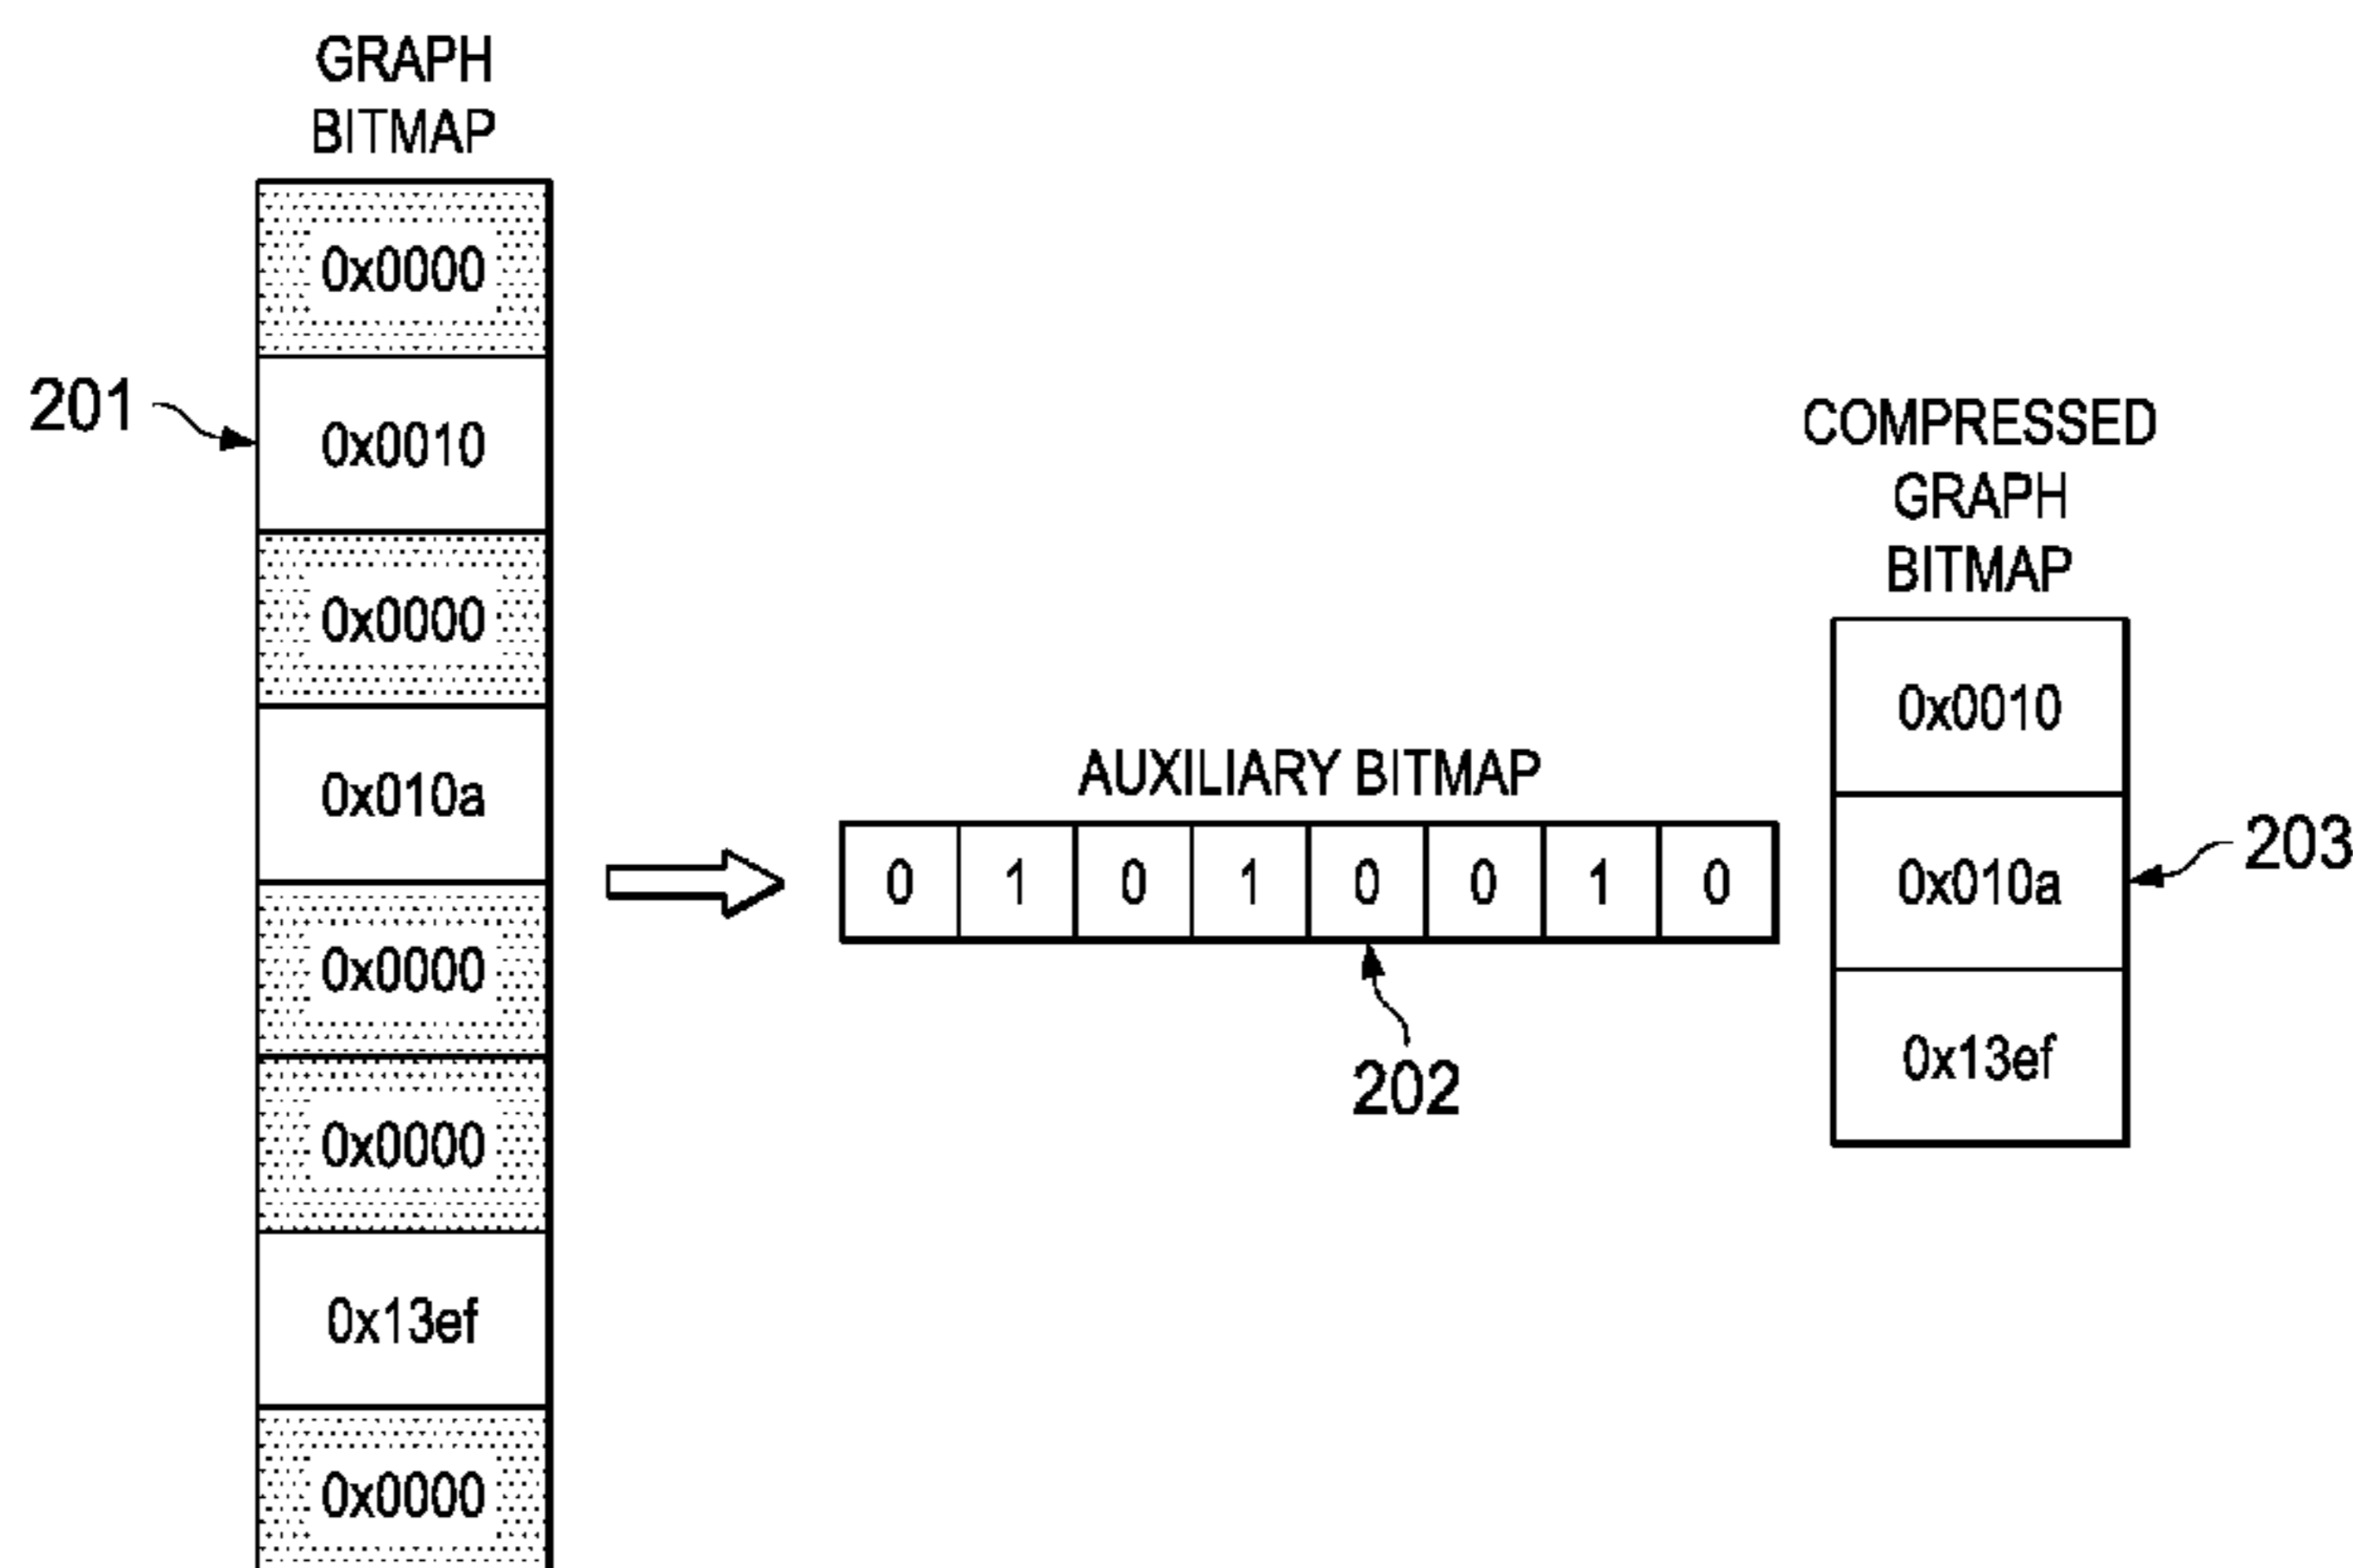 GRAPH
BITMAP
0x0000
201
0x0010
0x0000
0x010a
0x0000
0x0000
0x13ef
0x0000
AUXILIARY BITMAP
0 1 0 1 0 0 1 0
202
COMPRESSED
GRAPH
BITMAP
0x0010
0x010a
203
0x13ef